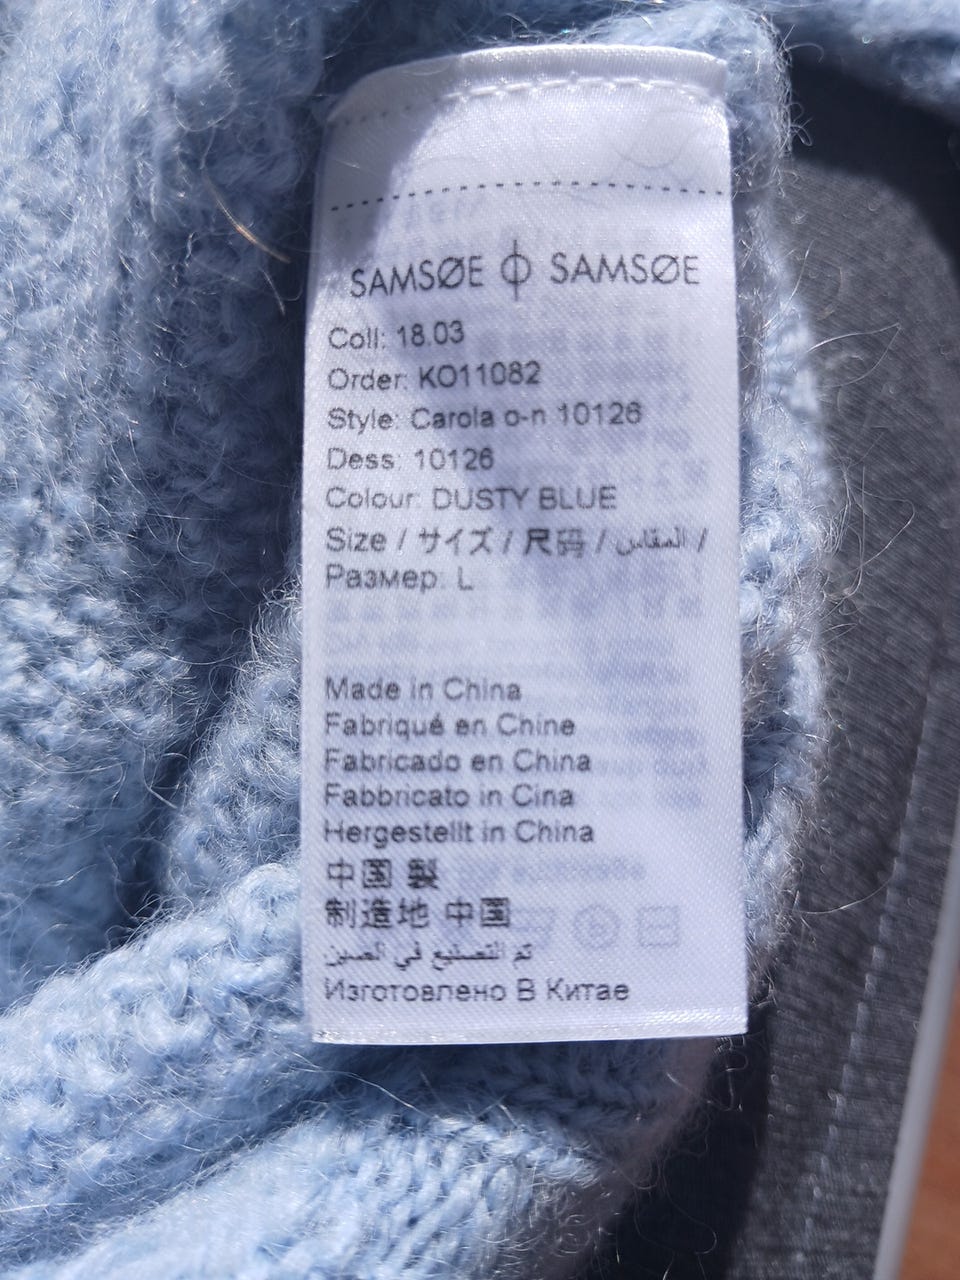 SAMSØE SAMSØE
Coll: 18.03
Order: KO11082
Style: Carola o-n 10126
Dess: 10126
Colour: DUSTY BLUE
Size / サイズ / 尺码 / المقاس /
Размер: L
Made in China
Fabriqué en Chine
Fabricado en China
Fabbricato in Cina
Hergestellt in China
中国 製
制造地 中国
تم التصنيع في الصين
Изготовлено В Китае